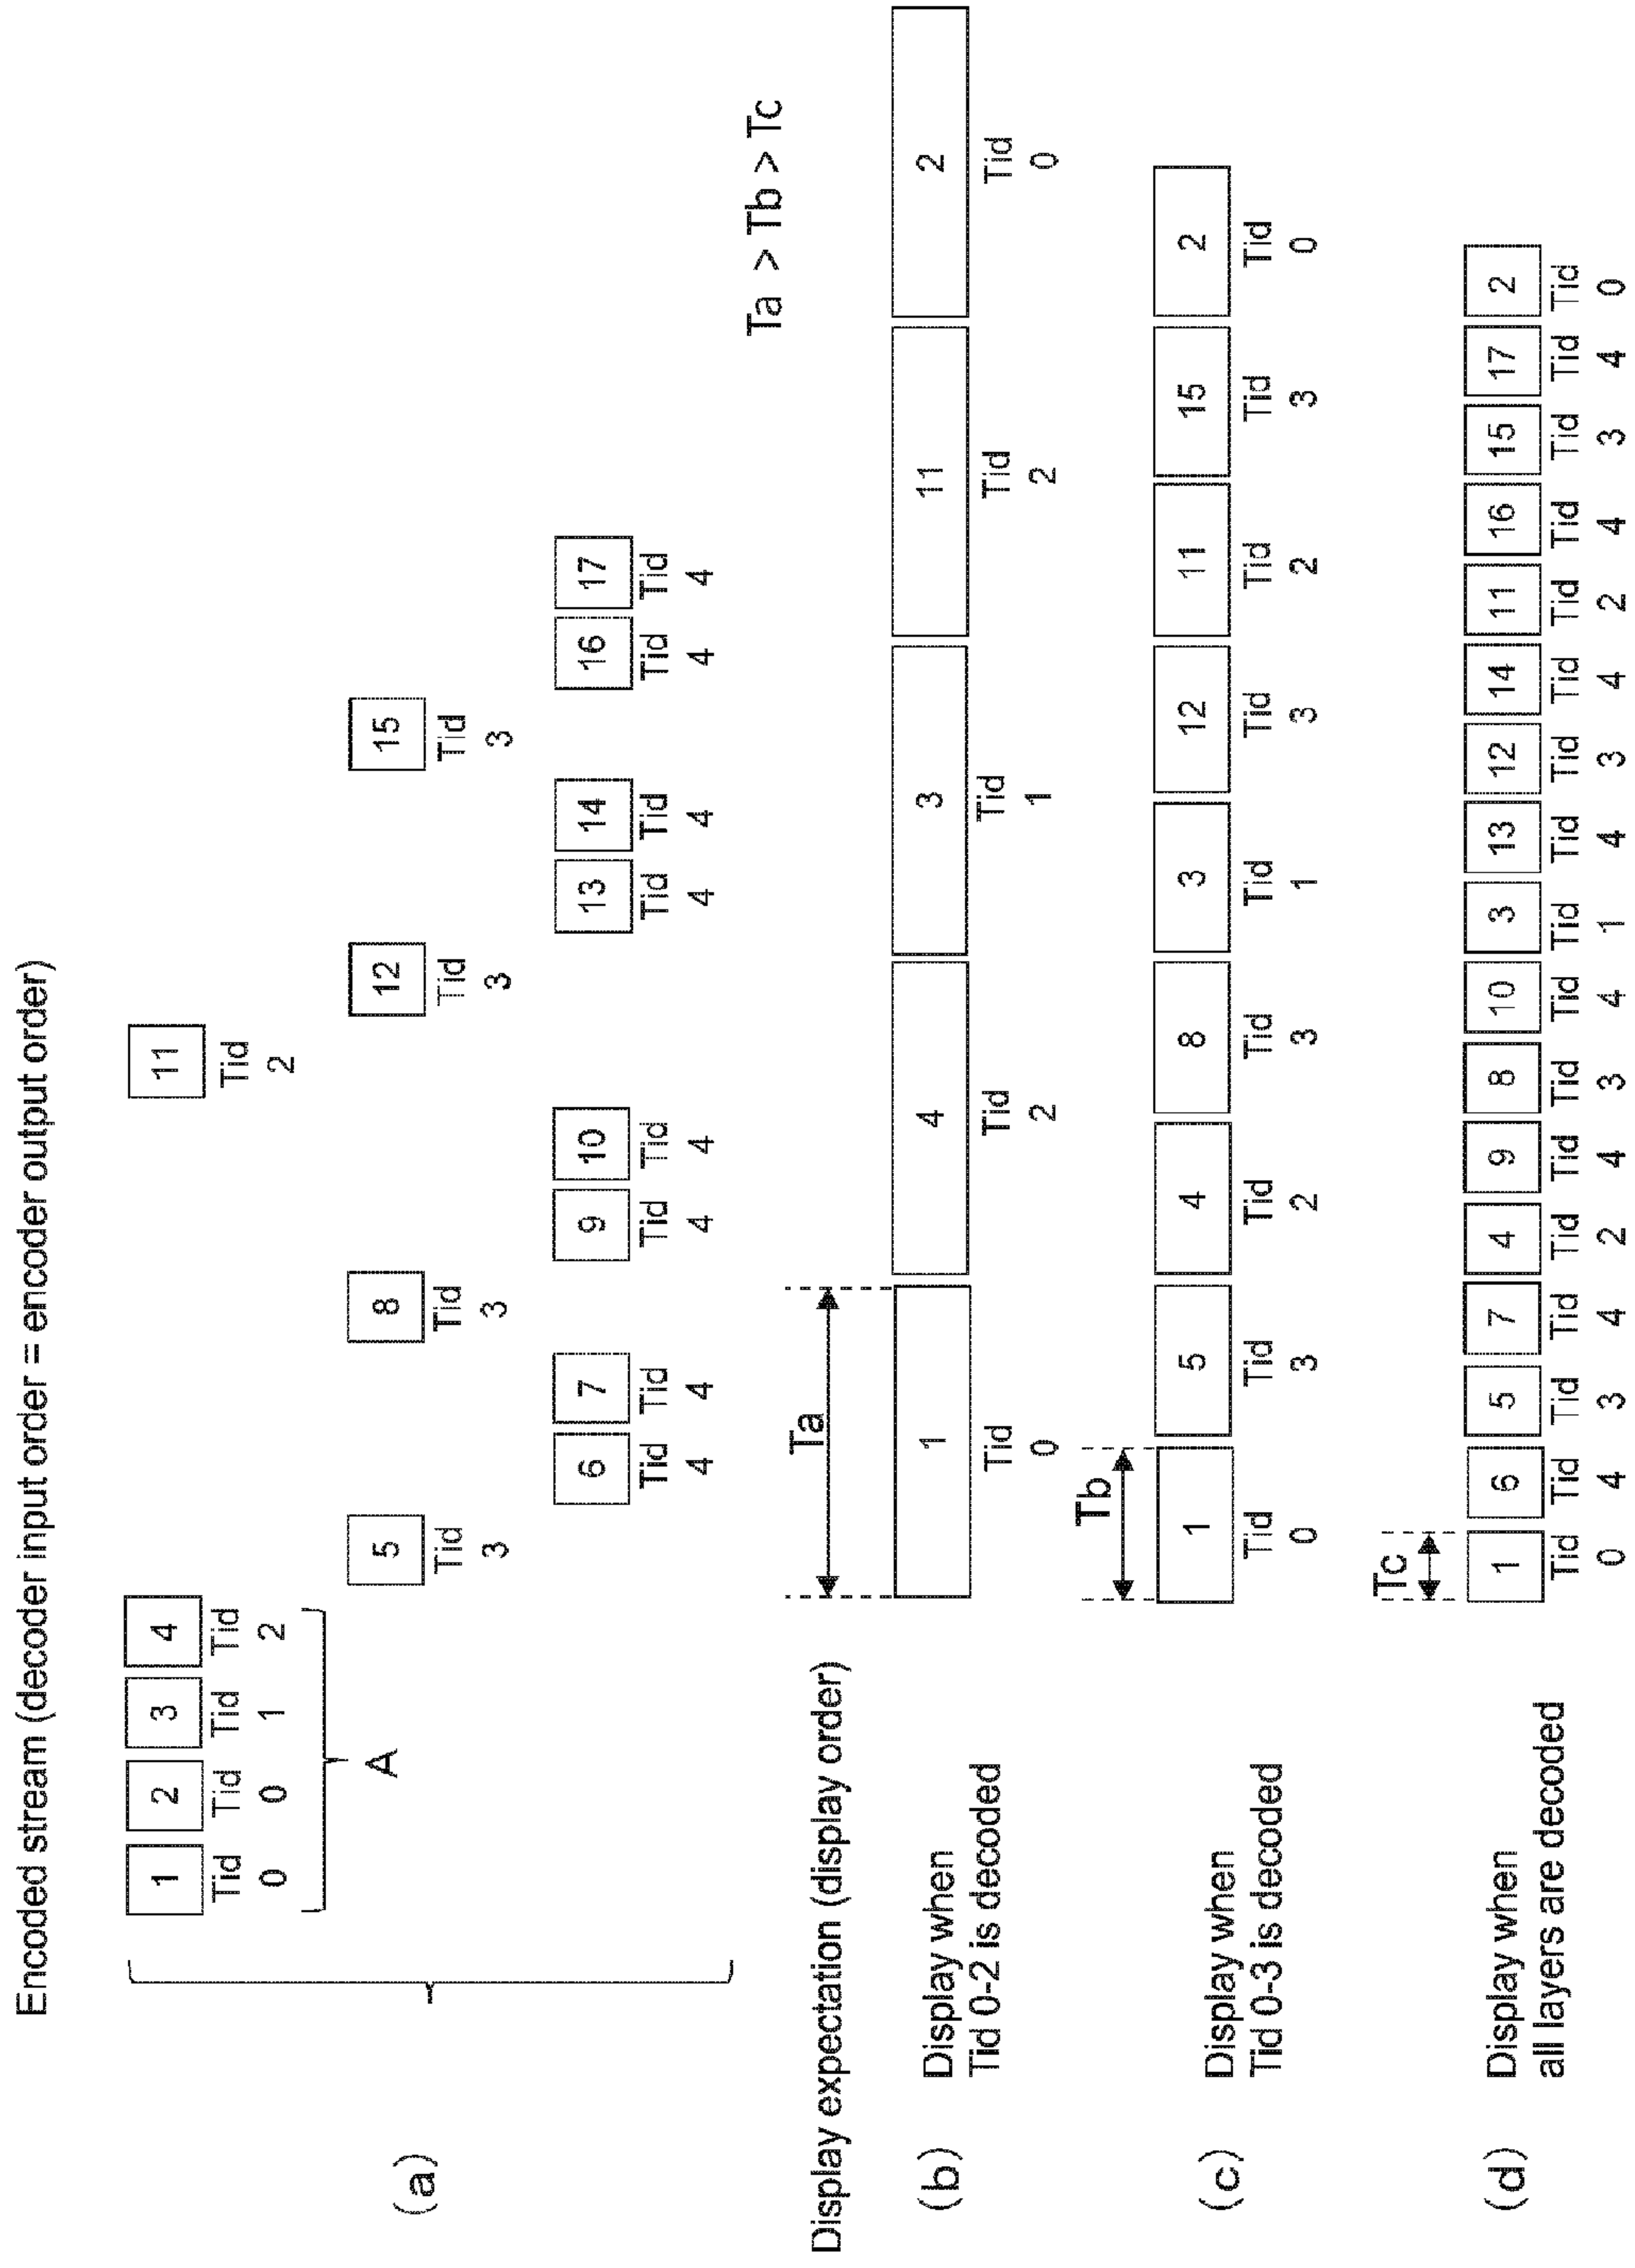 Encoded stream (decoder input order = encoder output order)
(a)
1 2 3 4 11
Tid Tid Tid Tid Tid
0 0 1 2 2
A
5 8 12 15
Tid Tid Tid Tid
3 3 3 3
6 7 9 10 13 14 16 17
Tid Tid Tid Tid Tid Tid Tid Tid
4 4 4 4 4 4 4 4
Ta > Tb > Tc
Display expectation (display order)
Ta
(b) Display when
Tid 0-2 is decoded
1 4 3 11 2
Tid Tid Tid Tid Tid
0 2 1 2 0
Tb
(c) Display when
Tid 0-3 is decoded
1 5 4 8 3 12 11 15 2
Tid Tid Tid Tid Tid Tid Tid Tid Tid
0 3 2 3 1 3 2 3 0
Tc
(d) Display when
all layers are decoded
1 6 5 7 4 9 8 10 3 13 12 14 11 16 15 17 2
Tid Tid Tid Tid Tid Tid Tid Tid Tid Tid Tid Tid Tid Tid Tid Tid Tid
0 4 3 4 2 4 3 4 1 4 3 4 2 4 3 4 0